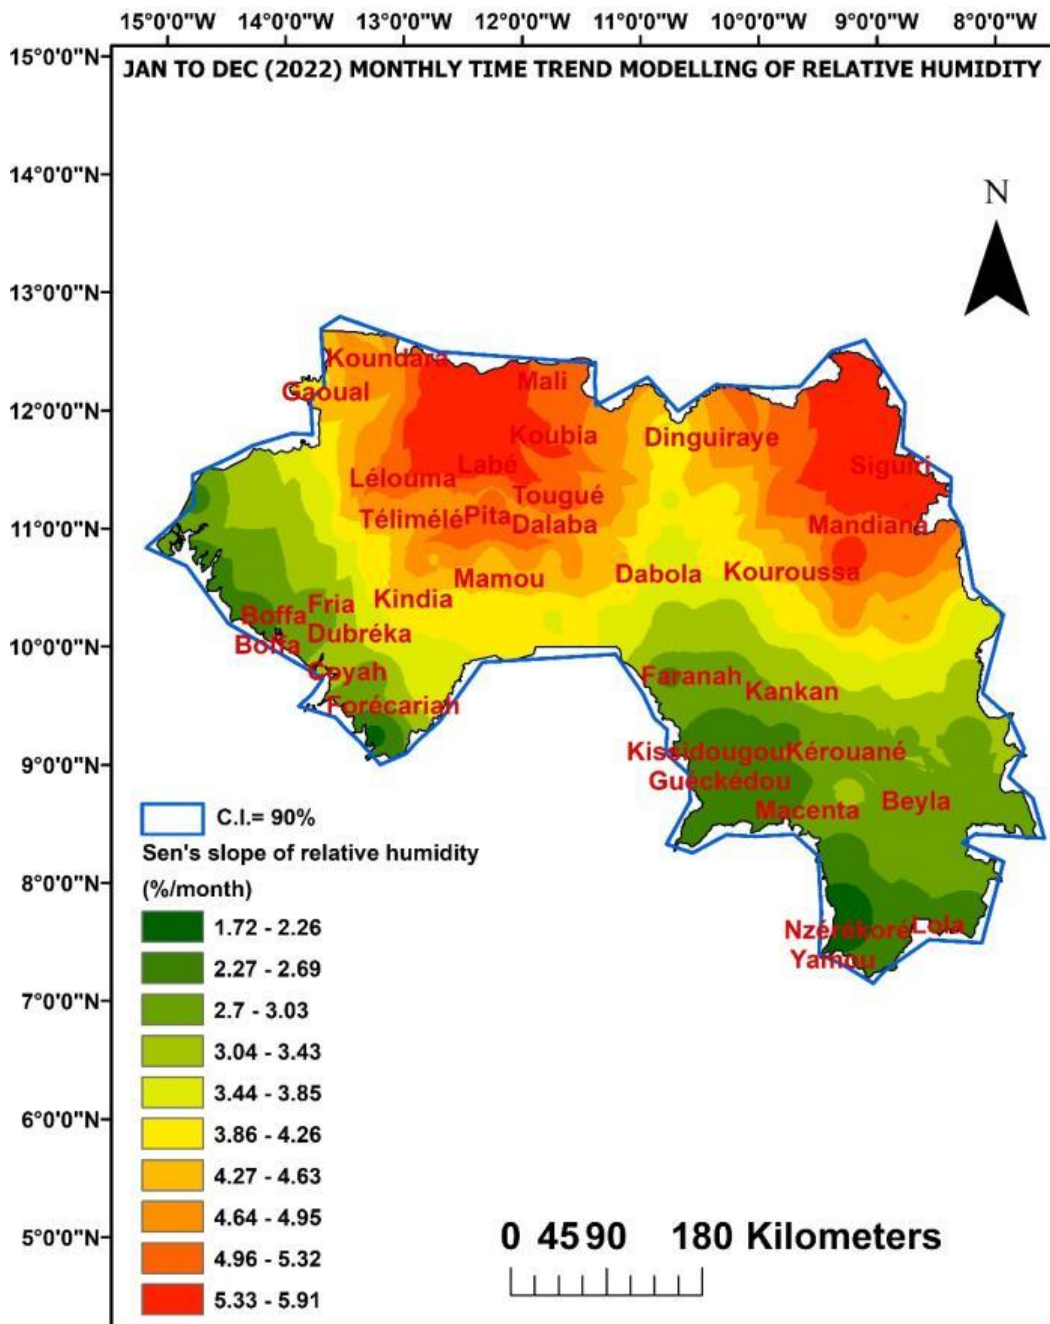 15°0'0"W 14°0'0"W 13°0'0"W 12°0'0"W 11°0'0"W 10°0'0"W 9°0'0"W 8°0'0"W
15°0'0"N
JAN TO DEC (2022) MONTHLY TIME TREND MODELLING OF RELATIVE HUMIDITY
14°0'0"N
N
13°0'0"N
Koundara
Gaoual
Mali
12°0'0"N
Koubia
Dinguiraye
Labé
Siguiri
Lélouma
Tougué
Télimélé
Pita
Dalaba
Mandiana
11°0'0"N
Mamou
Dabola
Kouroussa
Fria
Kindia
Boffa
Dubréka
Boffa
10°0'0"N
Coyah
Faranah
Kankan
Forécariah
9°0'0"N
Kissidougou
Kérouané
Guéckédou
Macenta
Beyla
C.I.= 90%
Sen's slope of relative humidity
(%/month)
8°0'0"N
1.72 - 2.26
Nzérékoré
Lola
Yamou
2.27 - 2.69
7°0'0"N
2.7 - 3.03
3.04 - 3.43
3.44 - 3.85
6°0'0"N
3.86 - 4.26
4.27 - 4.63
4.64 - 4.95
5°0'0"N
4.96 - 5.32
5.33 - 5.91
0 45 90 180 Kilometers